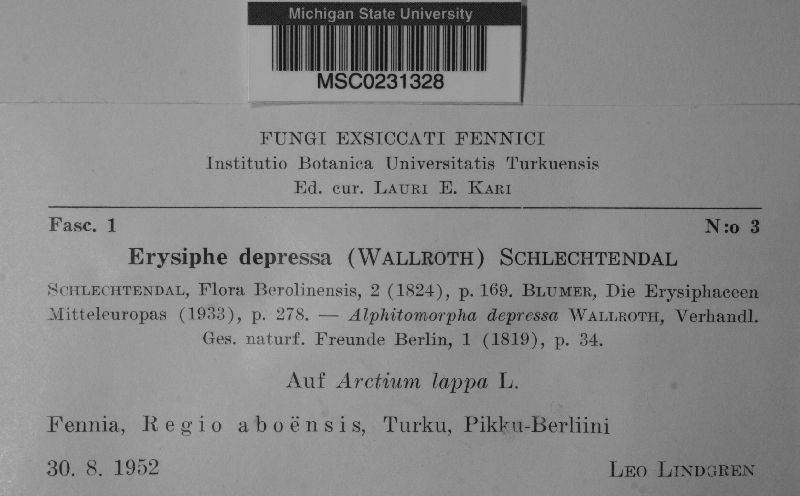 Michigan State University
MSC0231328
FUNGI EXSICCATI FENNICI
Institutio Botanica Universitatis Turkuensis
Ed. cur. LAURI E. KARI
Fasc. 1 N:o 3
Erysiphe depressa (WALLROTH) SCHLECHTENDAL
SCHLECHTENDAL, Flora Berolinensis, 2 (1824), p. 169. BLUMER, Die Erysiphaceen
Mitteleuropas (1933), p. 278. — Alphitomorpha depressa WALLROTH, Verhandl.
Ges. naturf. Freunde Berlin, 1 (1819), p. 34.
Auf Arctium lappa L.
Fennia, Regio aboënsis, Turku, Pikku-Berliini
30. 8. 1952 LEO LINDGREN